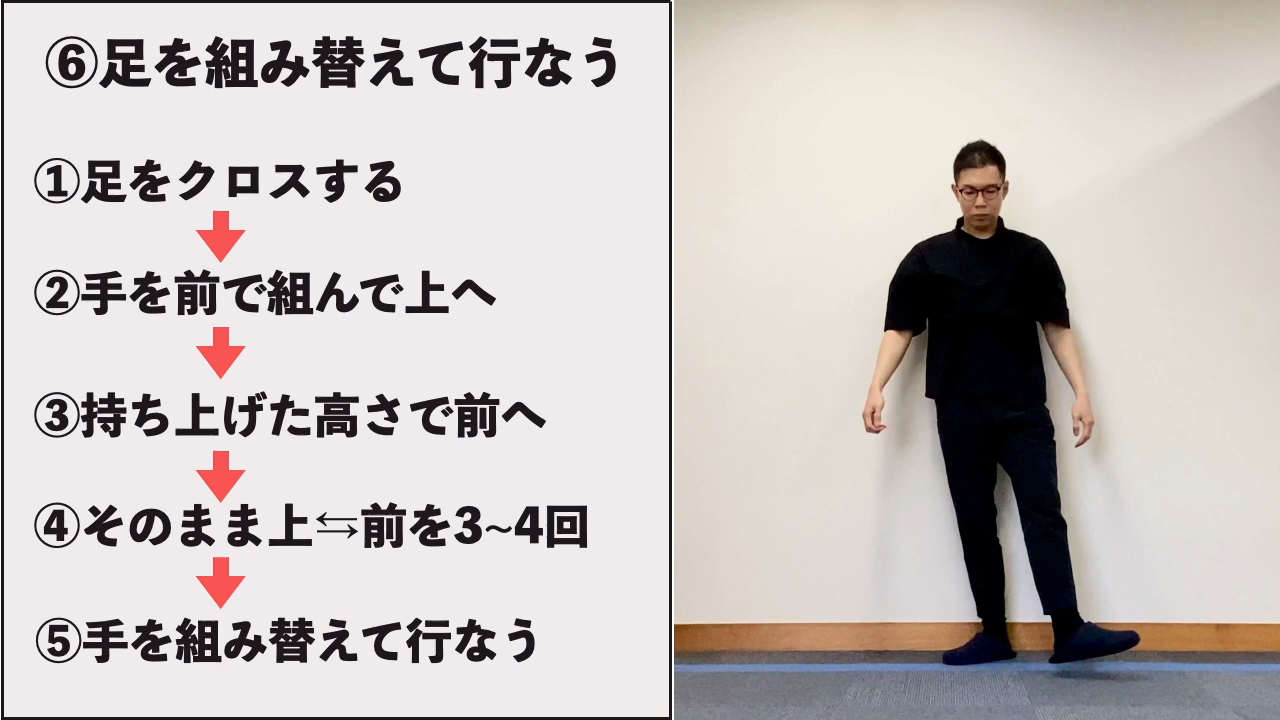 ⑥足を組み替えて行なう
①足をクロスする
②手を前で組んで上へ
③持ち上げた高さで前へ
④そのまま上⇆前を3~4回
⑤手を組み替えて行なう